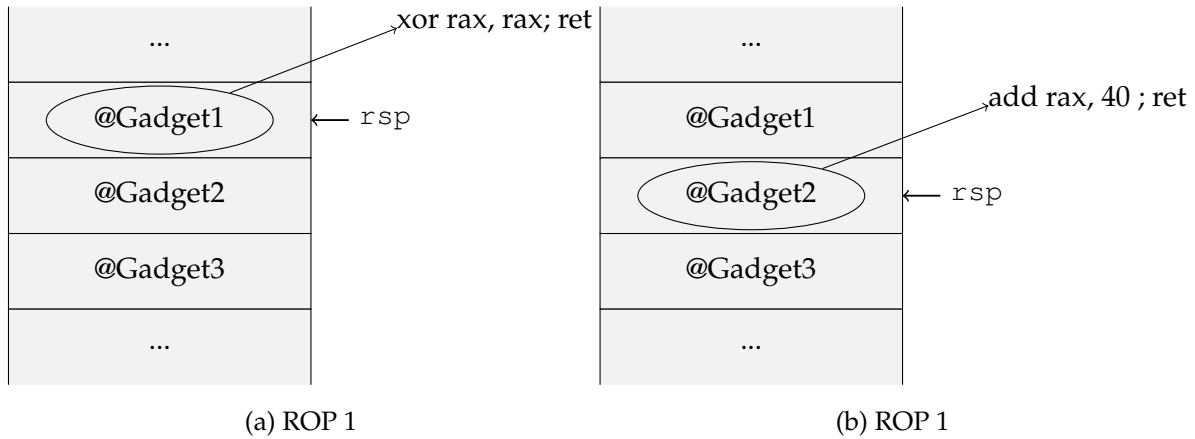 ...
xor rax, rax; ret
@Gadget1
rsp
@Gadget2
@Gadget3
...
(a) ROP 1
...
add rax, 40 ; ret
@Gadget1
@Gadget2
rsp
@Gadget3
...
(b) ROP 1